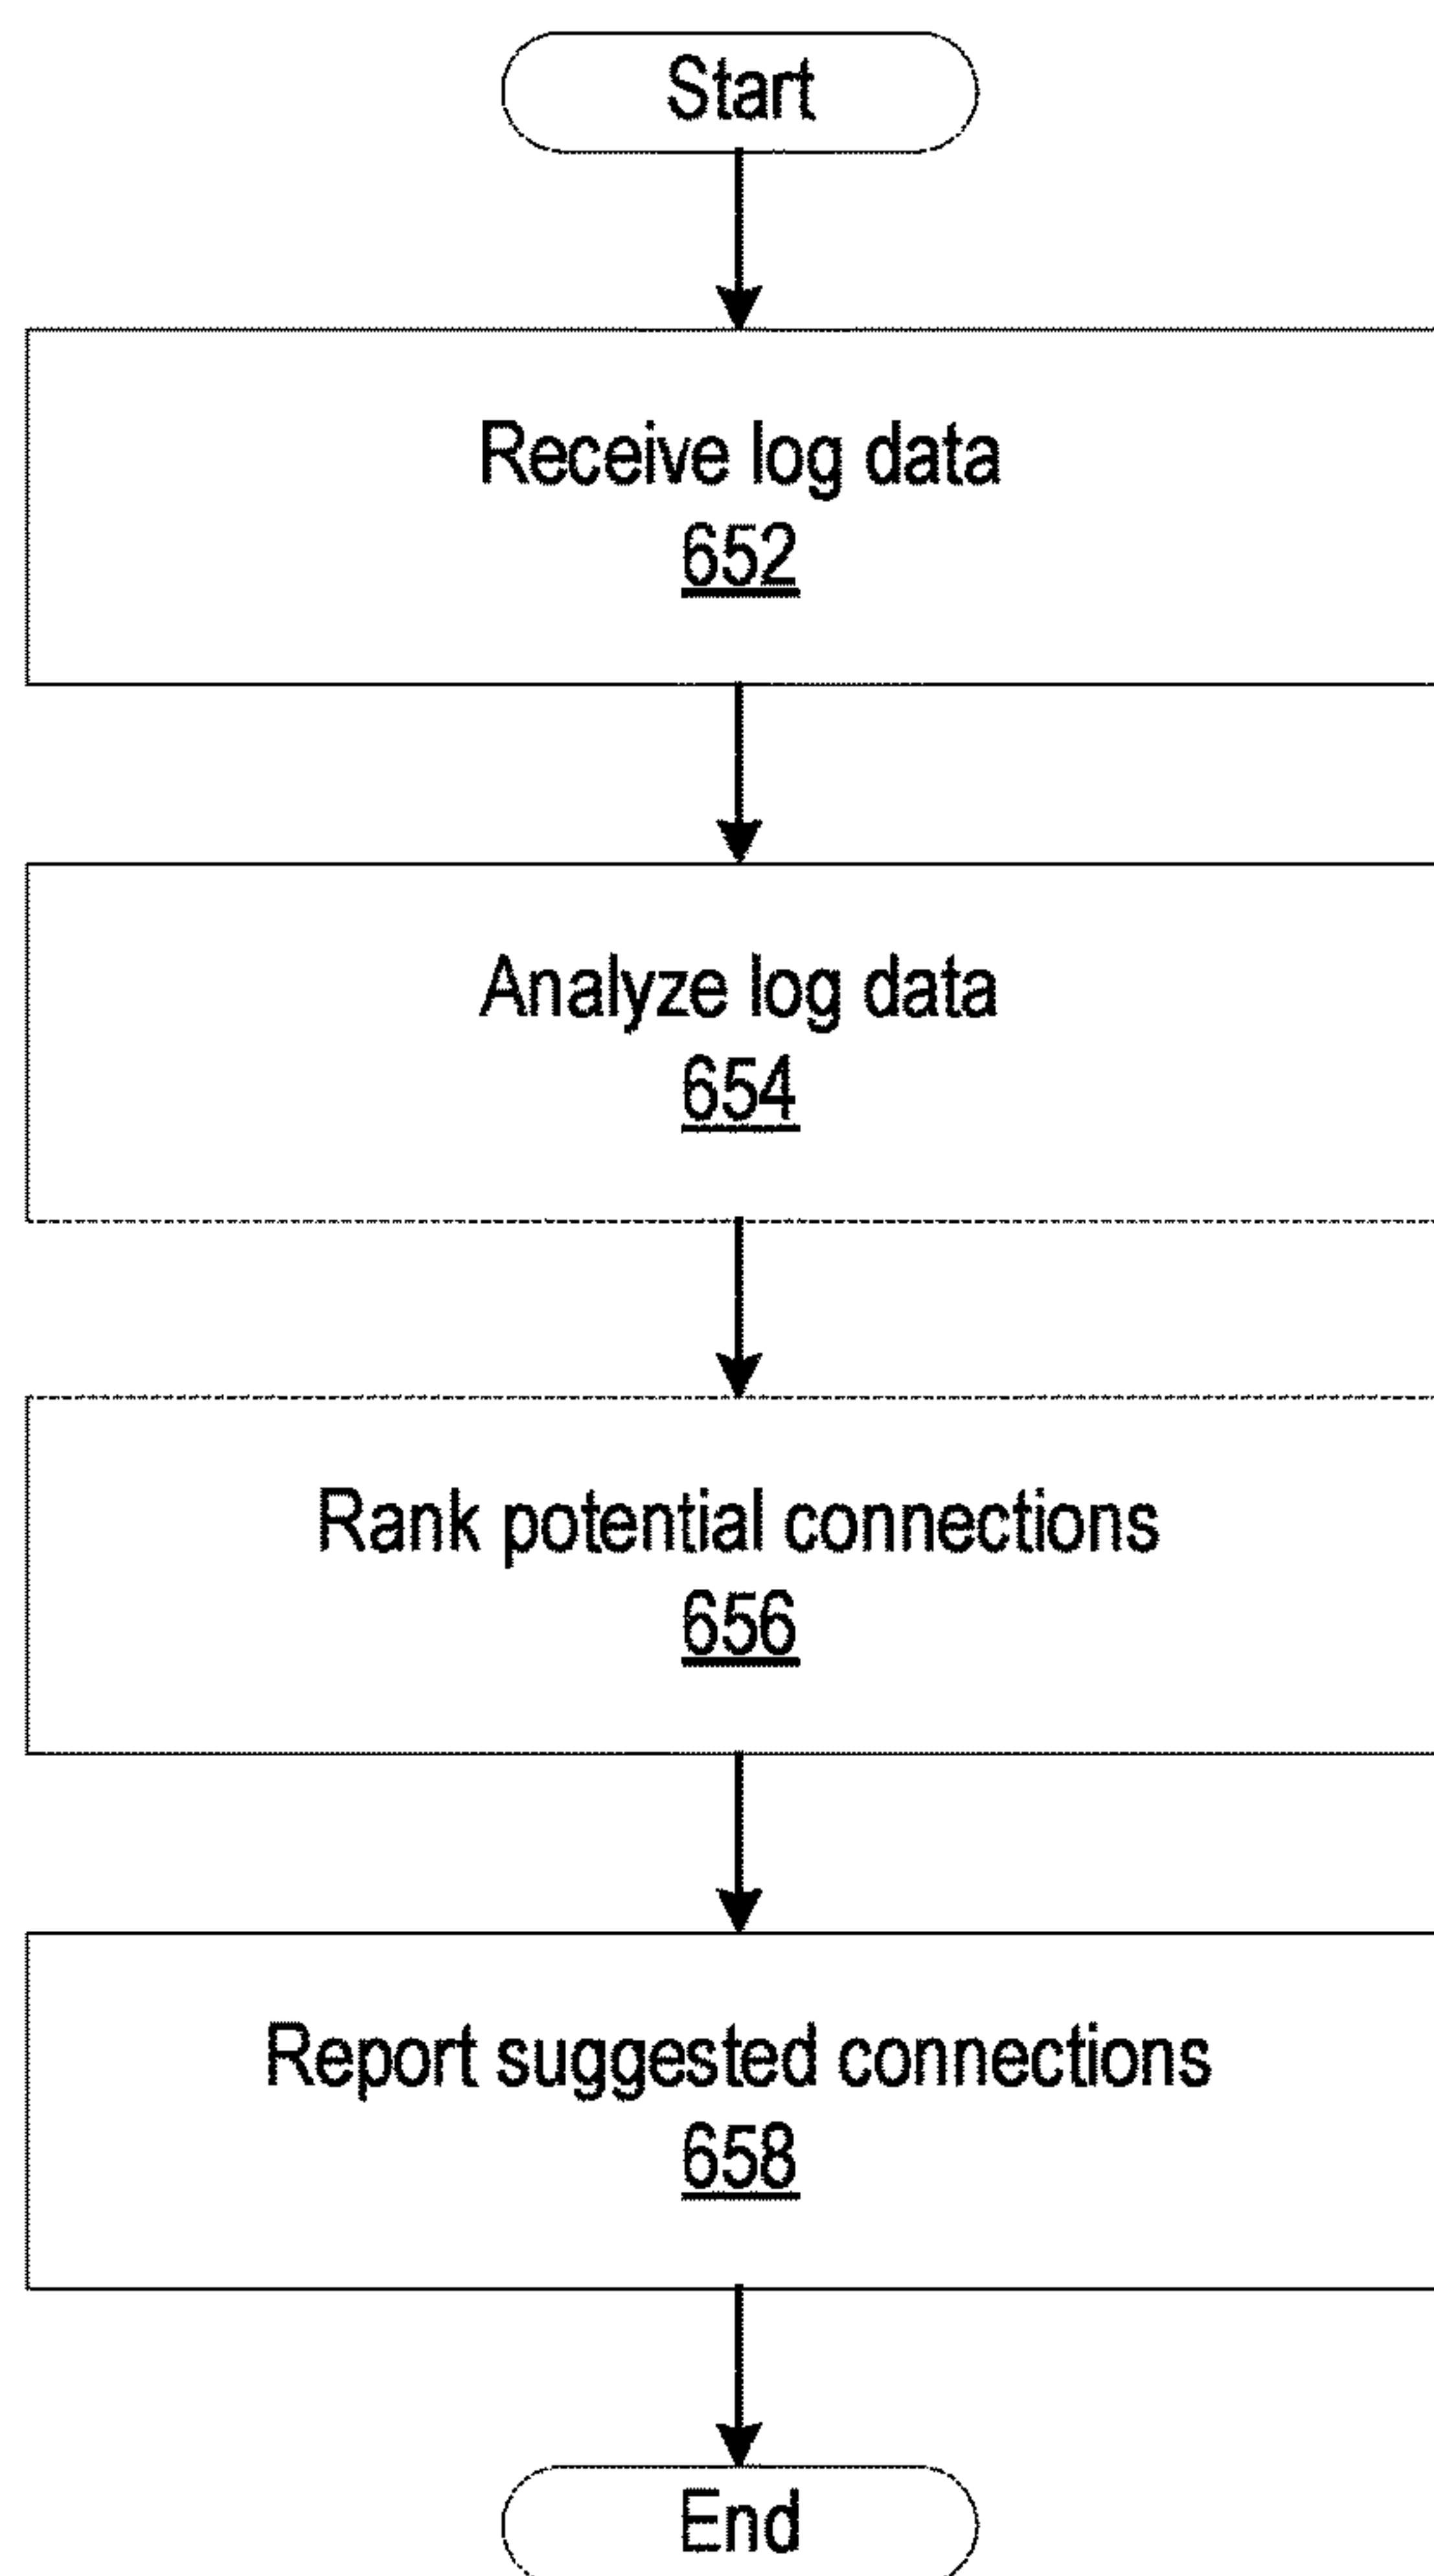 Start
Receive log data
652
Analyze log data
654
Rank potential connections
656
Report suggested connections
658
End